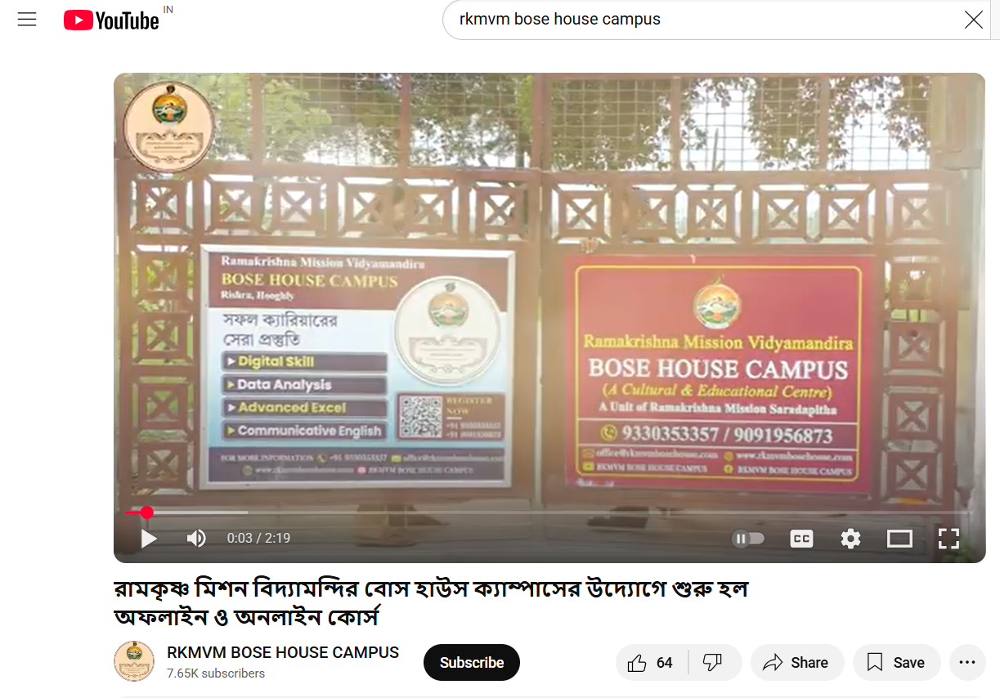 YouTube IN
rkmvm bose house campus
Ramakrishna Mission Vidyamandira
BOSE HOUSE CAMPUS
Rishra, Hooghly
সফল ক্যারিয়ারের
সেরা প্রস্তুতি
Digital Skill
Data Analysis
Advanced Excel
Communicative English
REGISTER
NOW
FOR MORE INFORMATION
RKMVM BOSE HOUSE CAMPUS
Ramakrishna Mission Vidyamandira
BOSE HOUSE CAMPUS
(A Cultural & Educational Centre)
A Unit of Ramakrishna Mission Saradapitha
9330353357 / 9091956873
office@rkmvmbosehouse.com www.rkmvmbosehouse.com
RKMVM BOSE HOUSE CAMPUS RKMVM BOSE HOUSE CAMPUS
0:03 / 2:19
CC
রামকৃষ্ণ মিশন বিদ্যামন্দির বোস হাউস ক্যাম্পাসের উদ্যোগে শুরু হল
অফলাইন ও অনলাইন কোর্স
RKMVM BOSE HOUSE CAMPUS
7.65K subscribers
Subscribe
64
Share
Save